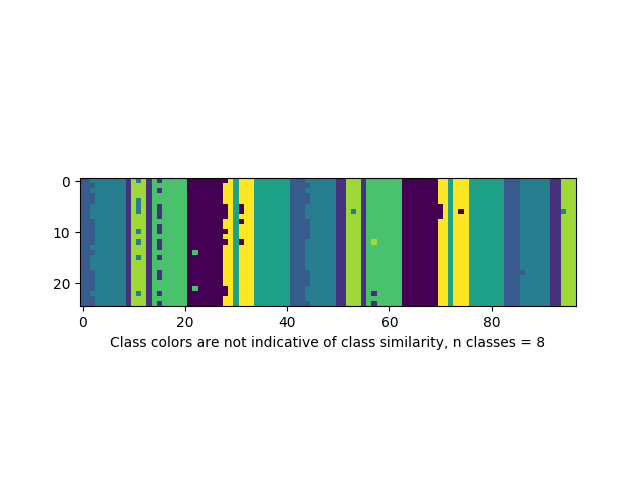 0
10
20
0 20 40 60 80
Class colors are not indicative of class similarity, n classes = 8